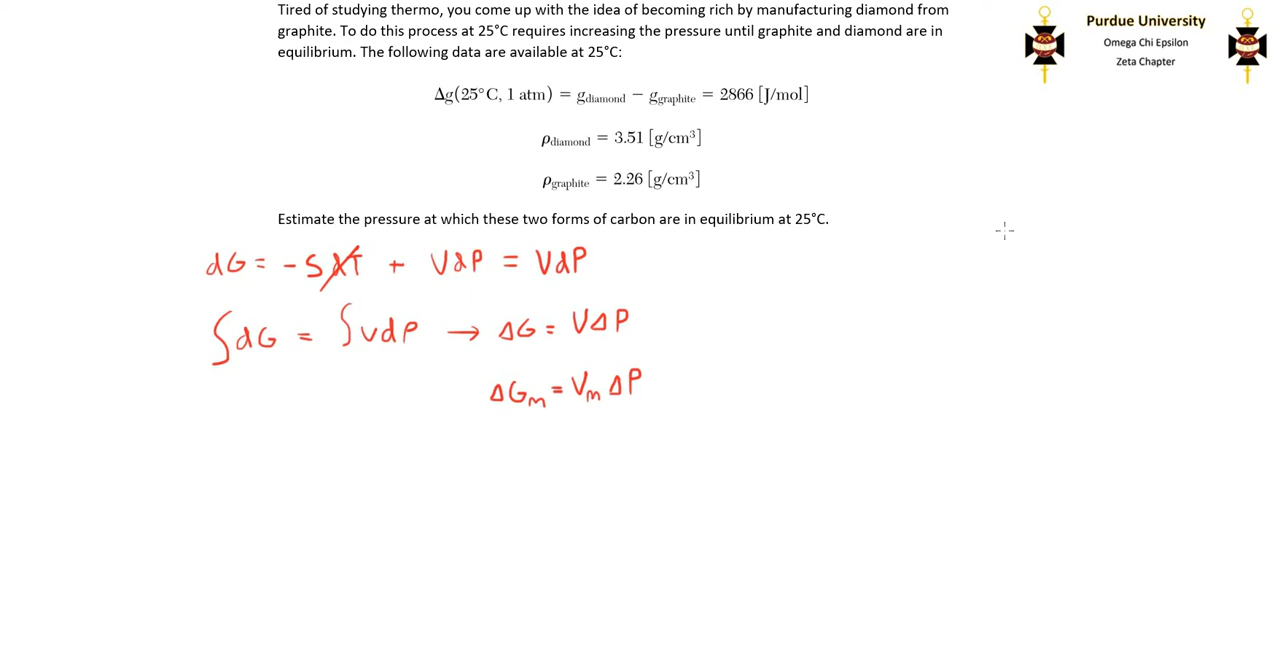 Tired of studying thermo, you come up with the idea of becoming rich by manufacturing diamond from
graphite. To do this process at 25°C requires increasing the pressure until graphite and diamond are in
equilibrium. The following data are available at 25°C:
Δg(25°C, 1 atm) = g_diamond − g_graphite = 2866 [J/mol]
ρ_diamond = 3.51 [g/cm³]
ρ_graphite = 2.26 [g/cm³]
Estimate the pressure at which these two forms of carbon are in equilibrium at 25°C.
Purdue University
Omega Chi Epsilon
Zeta Chapter
dG = -SdT + VdP = VdP
∫dG = ∫VdP → ΔG = VΔP
ΔG_m = V_m ΔP